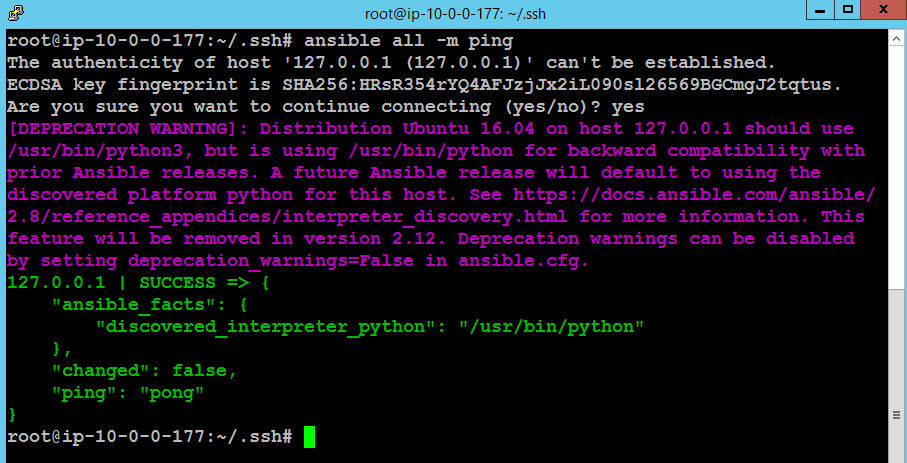 root@ip-10-0-0-177: ~/.ssh
root@ip-10-0-0-177:~/.ssh# ansible all -m ping
The authenticity of host '127.0.0.1 (127.0.0.1)' can't be established.
ECDSA key fingerprint is SHA256:HRsR354rYQ4AFJzjJx2iL090sl26569BGCmgJ2tqtus.
Are you sure you want to continue connecting (yes/no)? yes
[DEPRECATION WARNING]: Distribution Ubuntu 16.04 on host 127.0.0.1 should use
/usr/bin/python3, but is using /usr/bin/python for backward compatibility with
prior Ansible releases. A future Ansible release will default to using the
discovered platform python for this host. See https://docs.ansible.com/ansible/
2.8/reference_appendices/interpreter_discovery.html for more information. This
feature will be removed in version 2.12. Deprecation warnings can be disabled
by setting deprecation_warnings=False in ansible.cfg.
127.0.0.1 | SUCCESS => {
    "ansible_facts": {
        "discovered_interpreter_python": "/usr/bin/python"
    },
    "changed": false,
    "ping": "pong"
}
root@ip-10-0-0-177:~/.ssh#